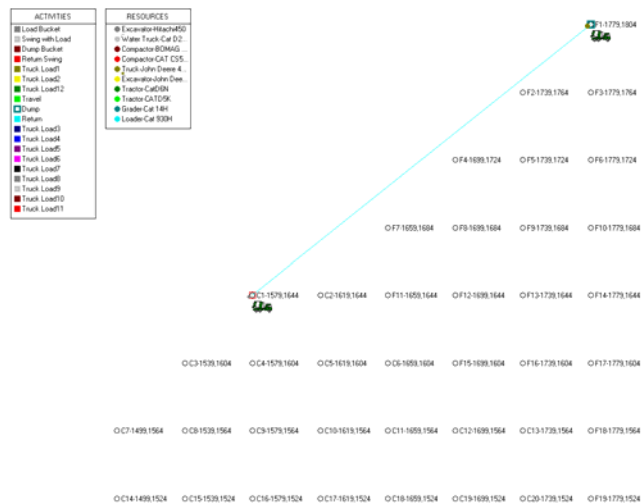 ACTIVITIES
Load Bucket
Swing with Load
Dump Bucket
Return Swing
Truck Load1
Truck Load2
Truck Load12
Travel
Dump
Return
Truck Load3
Truck Load4
Truck Load5
Truck Load6
Truck Load7
Truck Load8
Truck Load9
Truck Load10
Truck Load11
RESOURCES
Excavator-Hitachi450
Water Truck-Cat D2...
Compactor-BOMAG ...
Compactor-CAT CS5...
Truck-John Deere 4...
Excavator-John Dee...
Tractor-CatD6N
Tractor-CATD5K
Grader-Cat 14H
Loader-Cat 930H
F1-1779,1804
F2-1739,1764 F3-1779,1764
F4-1699,1724 F5-1739,1724 F6-1779,1724
F7-1659,1684 F8-1699,1684 F9-1739,1684 F10-1779,1684
C1-1579,1644 C2-1619,1644 F11-1659,1644 F12-1699,1644 F13-1739,1644 F14-1779,1644
C3-1539,1604 C4-1579,1604 C5-1619,1604 C6-1659,1604 F15-1699,1604 F16-1739,1604 F17-1779,1604
C7-1499,1564 C8-1539,1564 C9-1579,1564 C10-1619,1564 C11-1659,1564 C12-1699,1564 C13-1739,1564 F18-1779,1564
C14-1499,1524 C15-1539,1524 C16-1579,1524 C17-1619,1524 C18-1659,1524 C19-1699,1524 C20-1739,1524 F19-1779,1524